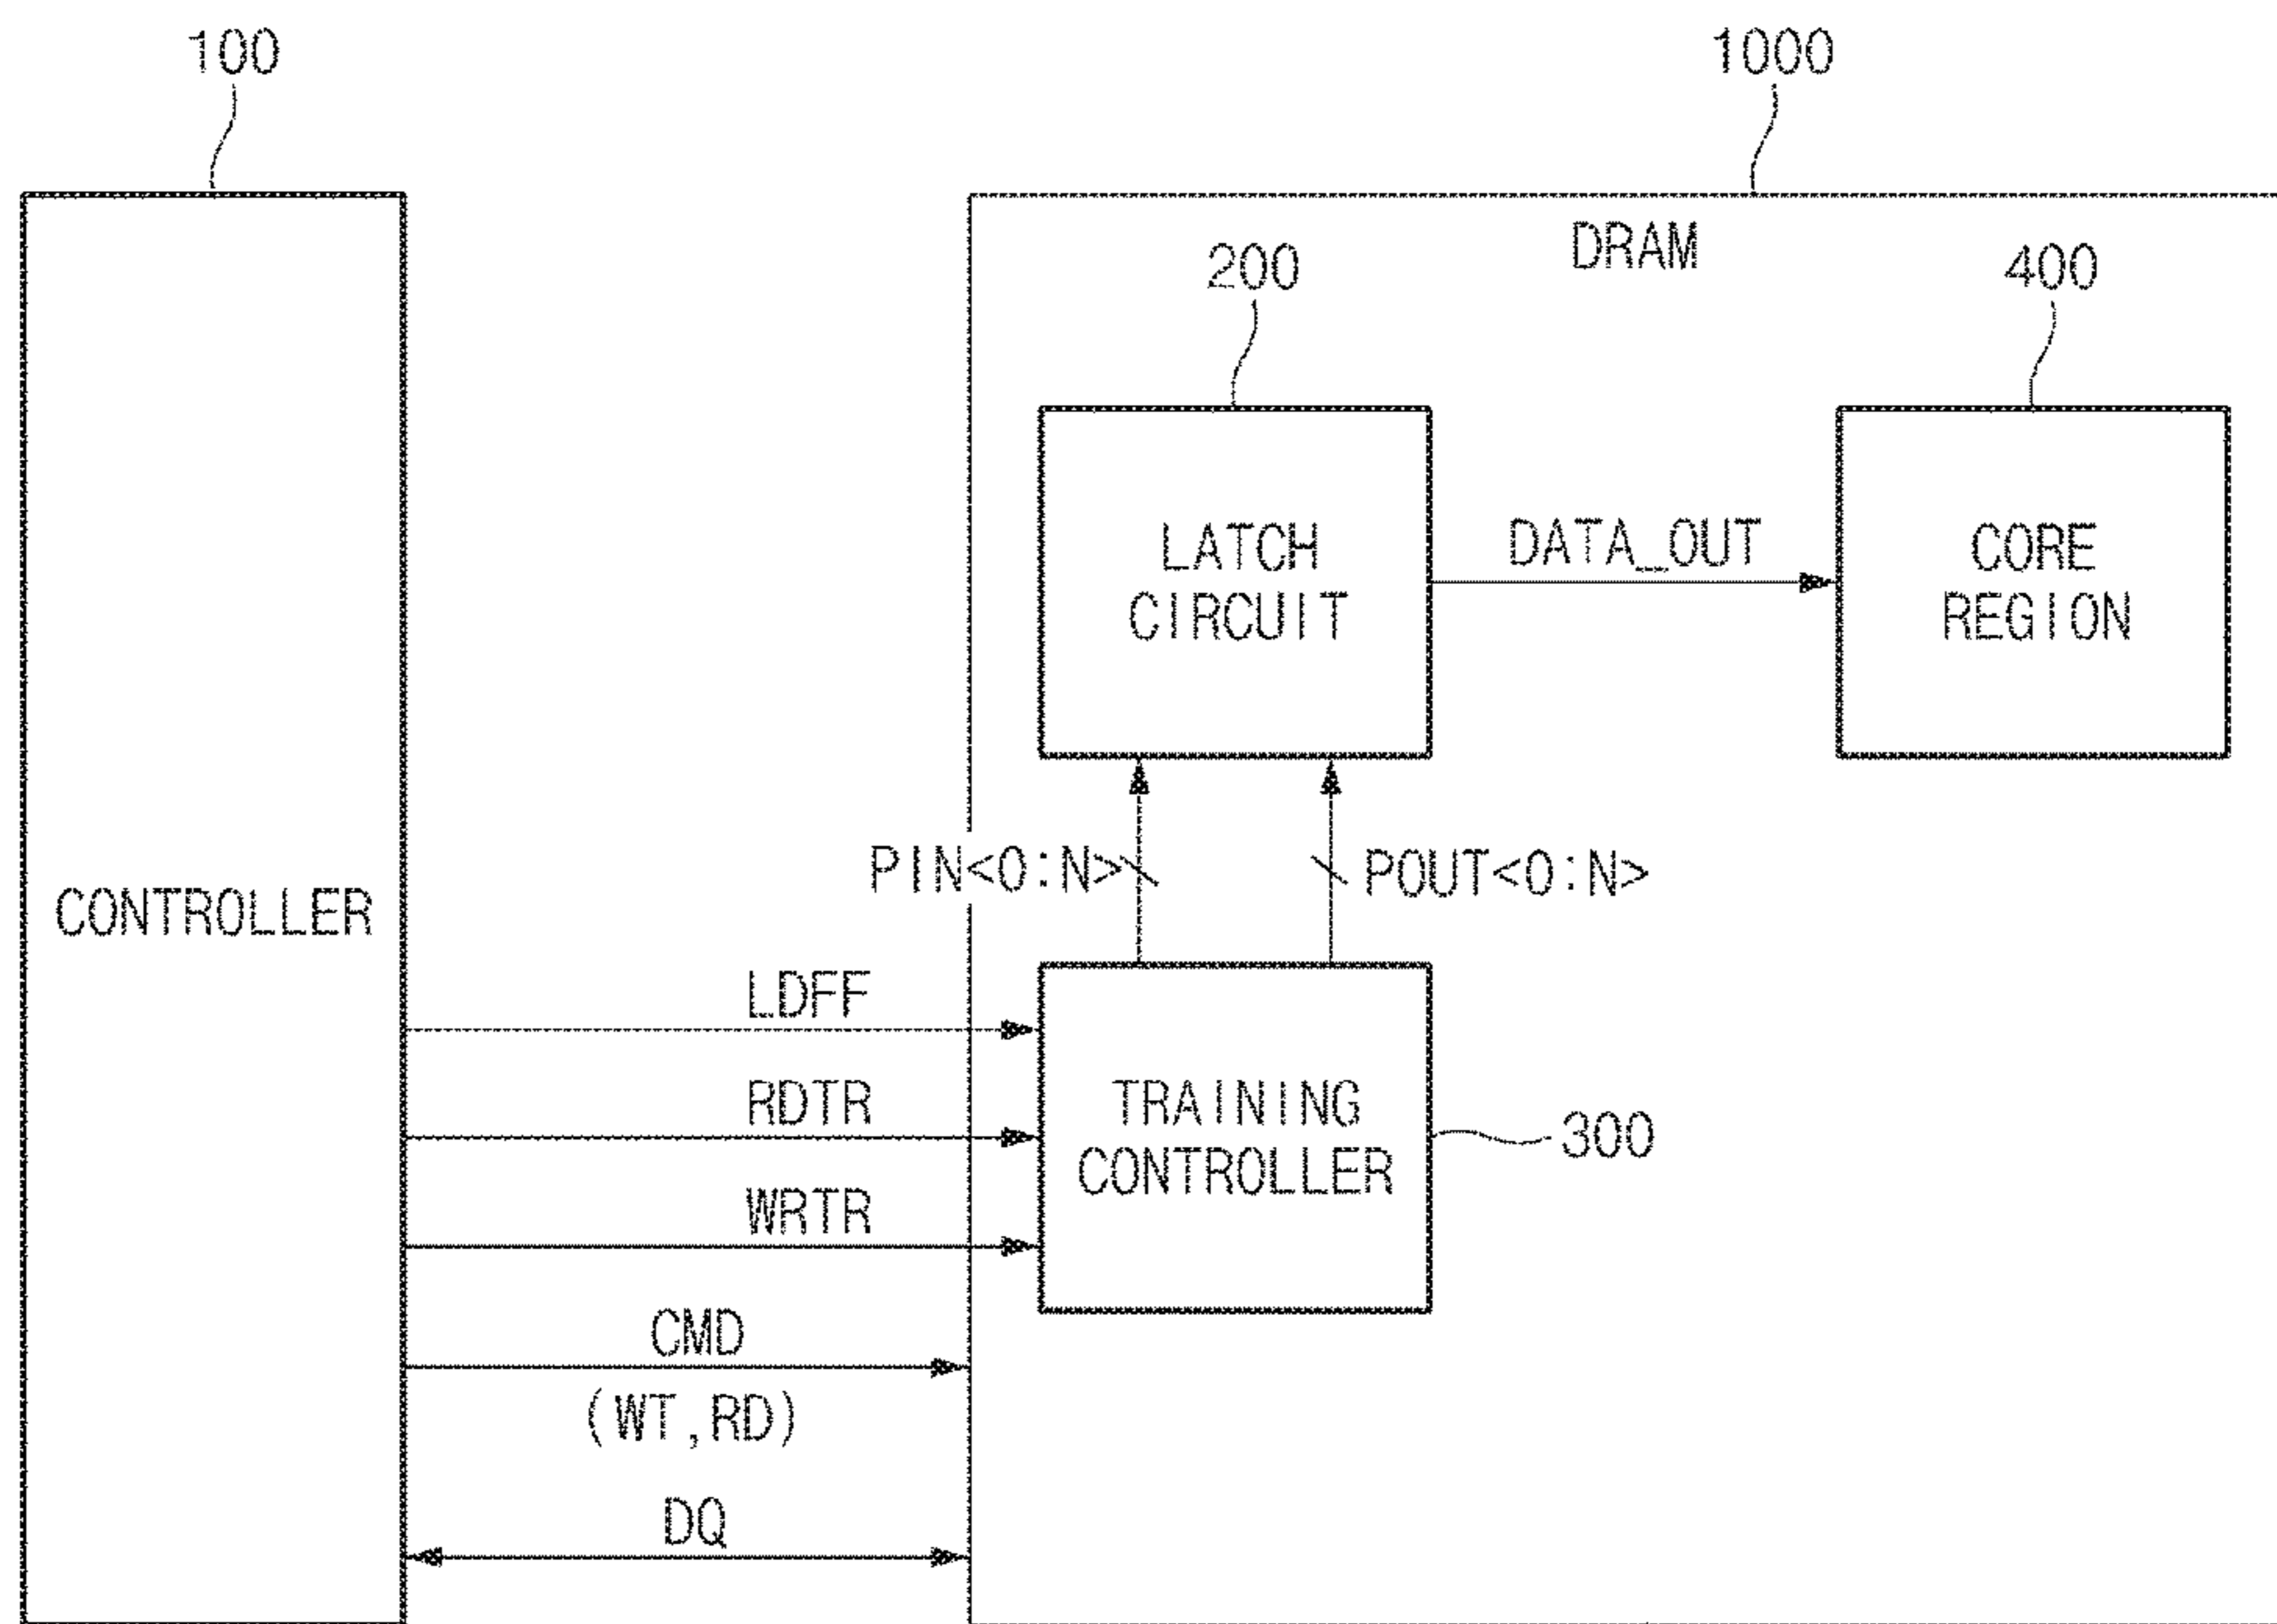 100
1000
DRAM
200
400
LATCH
CIRCUIT
DATA_OUT
CORE
REGION
PIN<0:N>
POUT<0:N>
CONTROLLER
LDFF
RDTR
WRTR
TRAINING
CONTROLLER
300
CMD
(WT,RD)
DQ